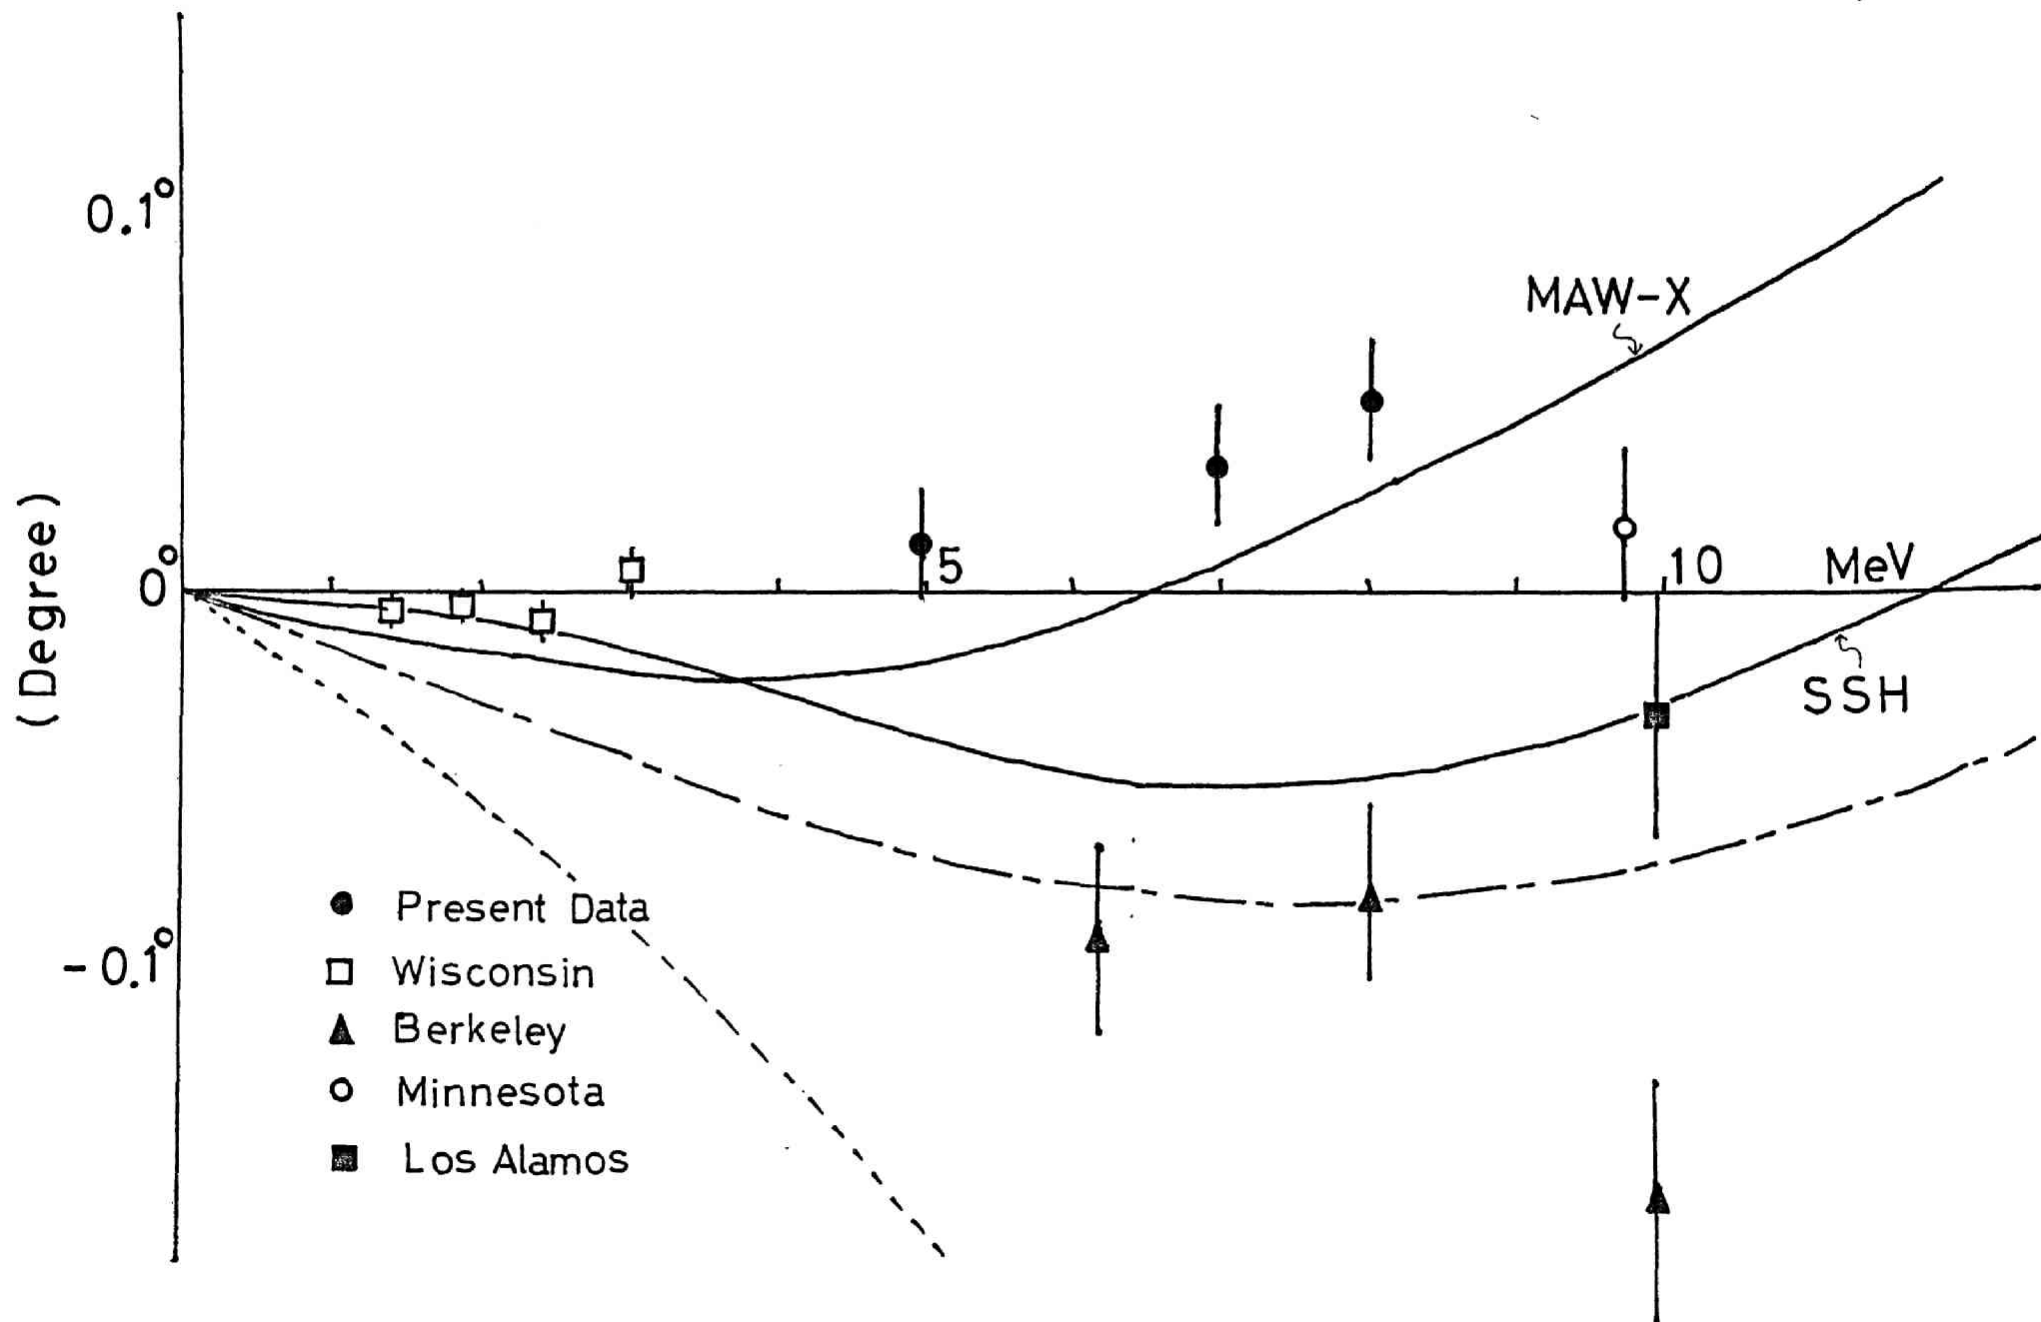 0.1°
MAW-X
0°
5
10
MeV
SSH
(Degree)
-0.1°
Present Data
Wisconsin
Berkeley
Minnesota
Los Alamos